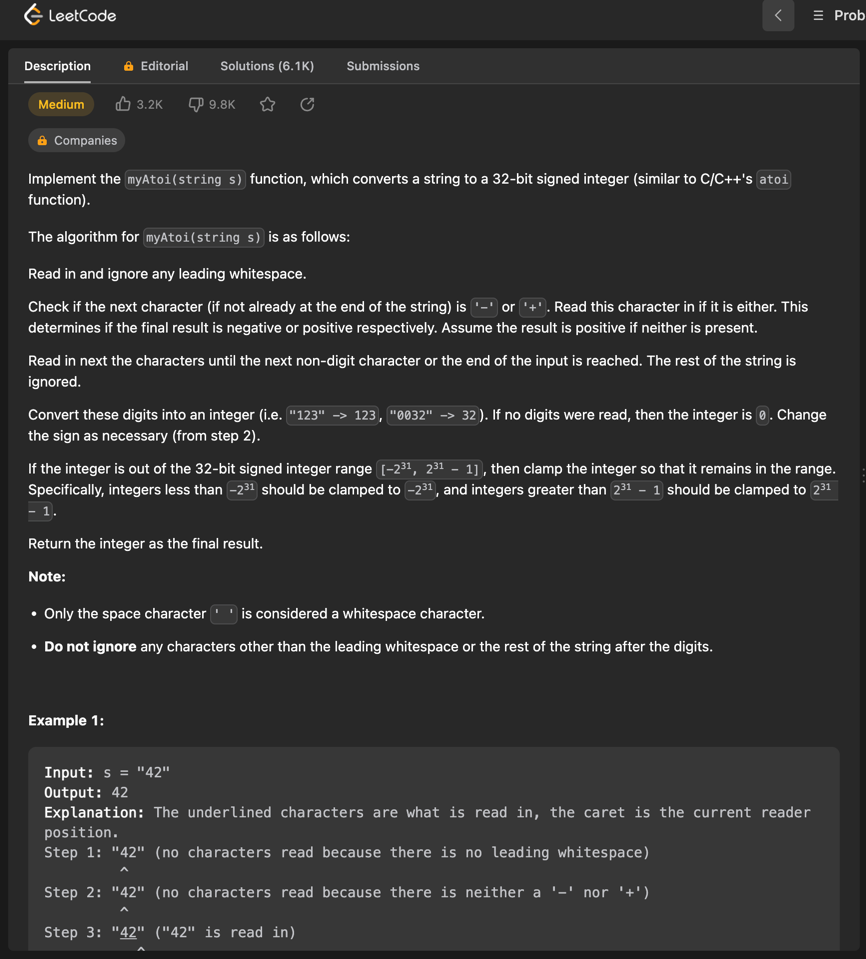 LeetCode
Prob
Description Editorial Solutions (6.1K) Submissions
Medium 3.2K 9.8K
Companies
Implement the myAtoi(string s) function, which converts a string to a 32-bit signed integer (similar to C/C++'s atoi
function).
The algorithm for myAtoi(string s) is as follows:
Read in and ignore any leading whitespace.
Check if the next character (if not already at the end of the string) is '-' or '+'. Read this character in if it is either. This
determines if the final result is negative or positive respectively. Assume the result is positive if neither is present.
Read in next the characters until the next non-digit character or the end of the input is reached. The rest of the string is
ignored.
Convert these digits into an integer (i.e. "123" -> 123, "0032" -> 32). If no digits were read, then the integer is 0. Change
the sign as necessary (from step 2).
If the integer is out of the 32-bit signed integer range [-2³¹, 2³¹ - 1], then clamp the integer so that it remains in the range.
Specifically, integers less than -2³¹ should be clamped to -2³¹, and integers greater than 2³¹ - 1 should be clamped to 2³¹
- 1.
Return the integer as the final result.
Note:
• Only the space character ' ' is considered a whitespace character.
• Do not ignore any characters other than the leading whitespace or the rest of the string after the digits.
Example 1:
Input: s = "42"
Output: 42
Explanation: The underlined characters are what is read in, the caret is the current reader
position.
Step 1: "42" (no characters read because there is no leading whitespace)
^
Step 2: "42" (no characters read because there is neither a '-' nor '+')
^
Step 3: "42" ("42" is read in)
^